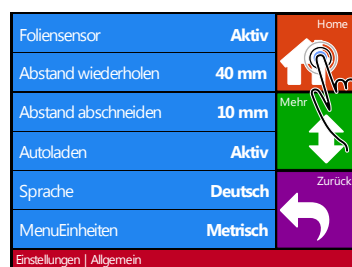 Foliensensor Aktiv
Abstand wiederholen 40 mm
Abstand abschneiden 10 mm
Autoladen Aktiv
Sprache Deutsch
MenuEinheiten Metrisch
Einstellungen | Allgemein
Home
Mehr
Zurück